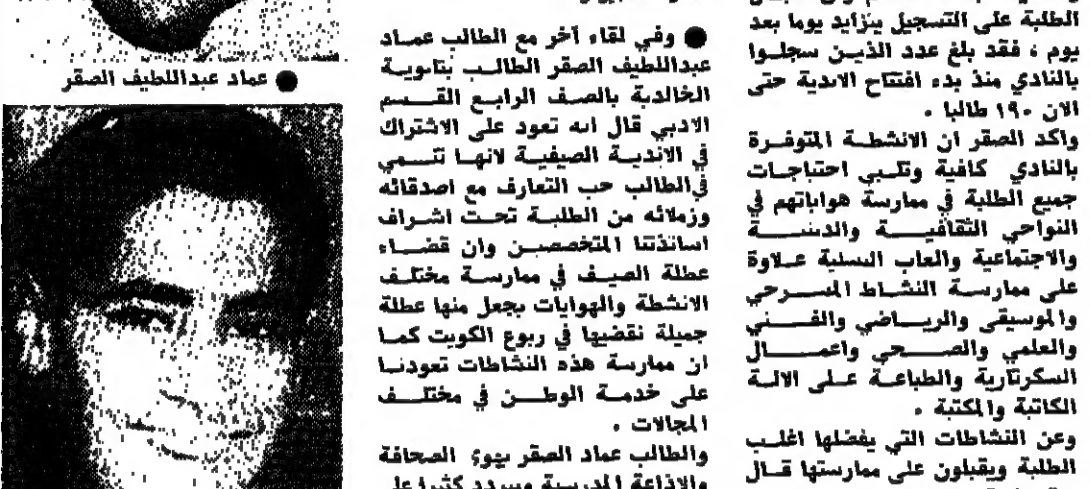 الطلبة على التسجيل يتزايد يوما بعد
يوم ، فقد بلغ عدد الذين سجلوا
بالنادي منذ بدء افتتاح الاندية حتى
الان ١٩٠ طالبا .
واكد الصقر ان الانشطة المتوفرة
بالنادي كافية وتلبي احتياجات
جميع الطلبة في ممارسة هواياتهم في
النواحي الثقافية والدينية
والاجتماعية والعاب التسلية علاوة
على ممارسة النشاط المسرحي
والموسيقى والرياضي والفني
والعلمي والصحي واعمال
السكرتارية والطباعة على الالة
الكاتبة والمكتبة .
وعن النشاطات التي يفضلها اغلب
الطلبة ويقبلون على ممارستها قال
● وفي لقاء آخر مع الطالب عماد
عبداللطيف الصقر الطالب بثانوية
الخالدية بالصف الرابع القسم
الادبي قال انه تعود على الاشتراك
في الاندية الصيفية لانها تنمي
في الطالب حب التعارف مع اصدقائه
وزملائه من الطلبة تحت اشراف
اساتذتنا المتخصصين وان قضاء
عطلة الصيف في ممارسة مختلف
الانشطة والهوايات يجعل منها عطلة
جميلة نقضيها في ربوع الكويت كما
ان ممارسة هذه النشاطات تعودنا
على خدمة الوطن في مختلف
المجالات .
والطالب عماد الصقر يهوى الصحافة
والاذاعة المدرسية ويتردد كثيرا على
● عماد عبداللطيف الصقر